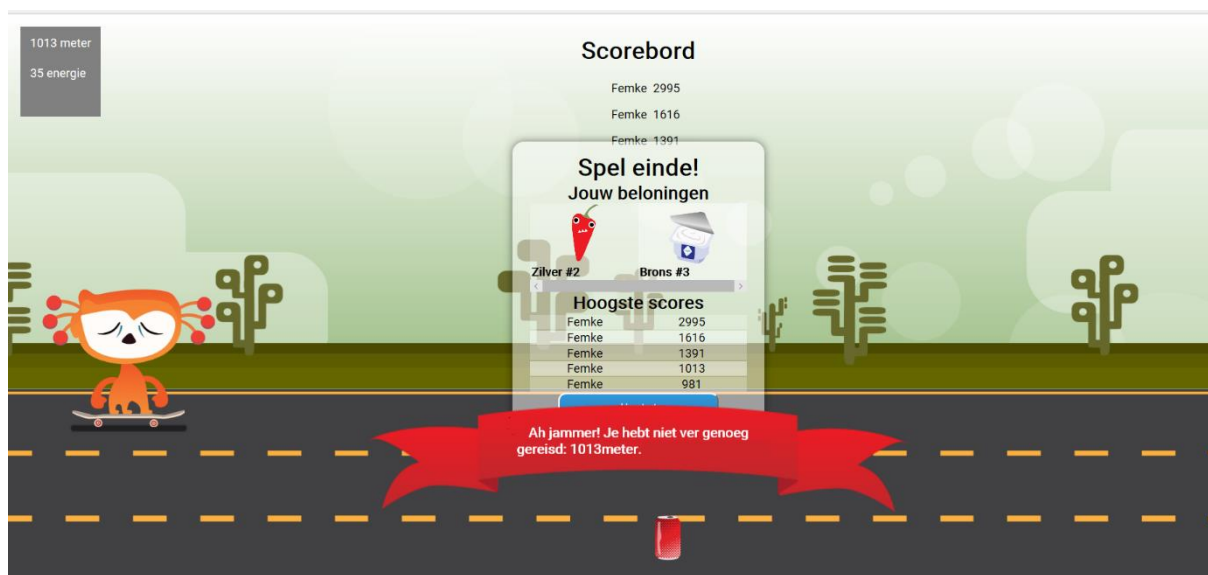 1013 meter
35 energie
Scorebord
Femke 2995
Femke 1616
Femke 1391
Spel einde!
Jouw beloningen
Zilver #2 Brons #3
Hoogste scores
Femke 2995
Femke 1616
Femke 1391
Femke 1013
Femke 981
Ah jammer! Je hebt niet ver genoeg
gereisd: 1013meter.